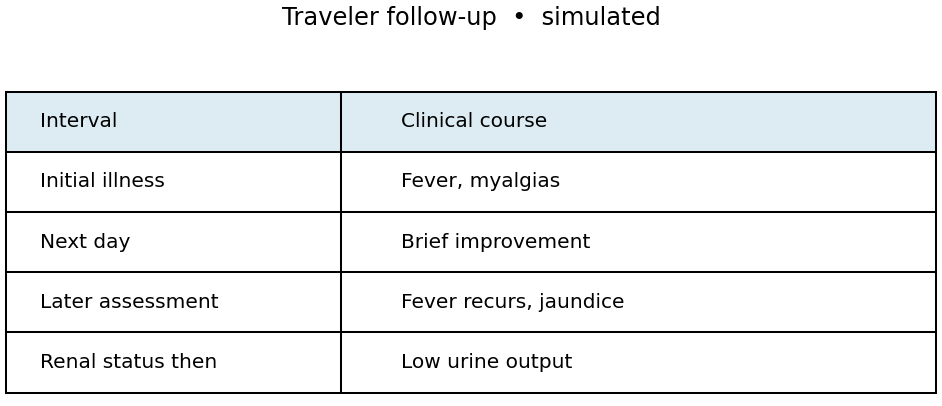 Traveler follow-up • simulated
Interval Clinical course
Initial illness Fever, myalgias
Next day Brief improvement
Later assessment Fever recurs, jaundice
Renal status then Low urine output